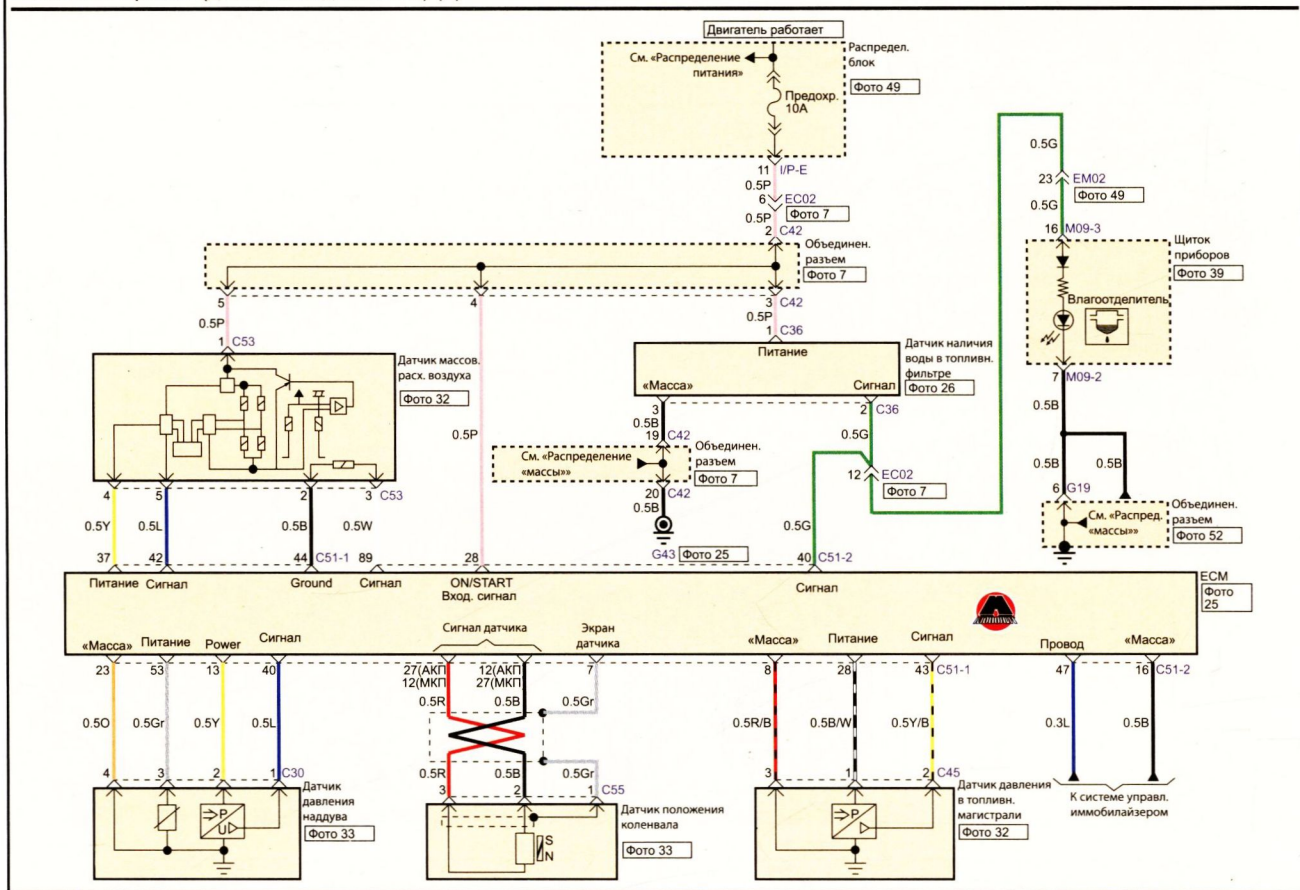 Двигатель работает
См. «Распределение
питания»
Распредел.
блок
Фото 49
Предохр.
10А
11 I/P-E
0.5P
6 EC02
Фото 7
0.5P
2 C42
Объединен.
разъем
Фото 7
5
4
3 C42
0.5P
0.5P
1 C53
1 C36
Датчик массов.
расх. воздуха
Фото 32
Питание
«Масса»
Сигнал
Датчик наличия
воды в топливн.
фильтре
Фото 26
0.5G
23 EM02
Фото 49
0.5G
16 M09-3
Щиток
приборов
Фото 39
Влагоотделитель
7 M09-2
0.5B
0.5B
0.5B
6 G19
См. «Распред.
«массы»»
Объединен.
разъем
Фото 52
0.5P
3
0.5B
19 C42
См. «Распределение
«массы»»
Объединен.
разъем
Фото 7
20 C42
0.5B
G43 Фото 25
2 C36
0.5G
12 EC02
Фото 7
0.5G
4
5
2
3 C53
0.5Y
0.5L
0.5B
0.5W
37
42
44 C51-1
89
28
40 C51-2
Питание
Сигнал
Ground
Сигнал
ON/START
Вход. сигнал
Сигнал
ECM
Фото
25
«Масса»
Питание
Power
Сигнал
Сигнал датчика
Экран
датчика
«Масса»
Питание
Сигнал
Провод
«Масса»
23
53
13
40
27(АКП
12(МКП
12(АКП
27(МКП
7
8
28
43 C51-1
47
16 C51-2
0.5O
0.5Gr
0.5Y
0.5L
0.5R
0.5B
0.5Gr
0.5R/B
0.5B/W
0.5Y/B
0.3L
0.5B
0.5R
0.5B
0.5Gr
4
3
2
1 C30
3
2
1 C55
3
1
2 C45
Датчик
давления
наддува
Фото 33
P
U
S
N
Датчик положения
коленвала
Фото 33
P
Датчик давления
в топливн.
магистрали
Фото 32
К системе управл.
иммобилайзером